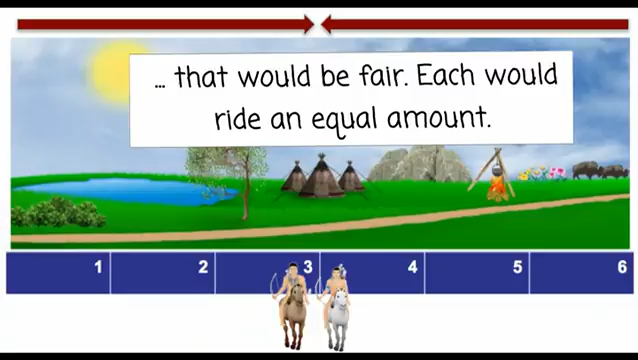 ... that would be fair. Each would
ride an equal amount.
1 2 3 4 5 6